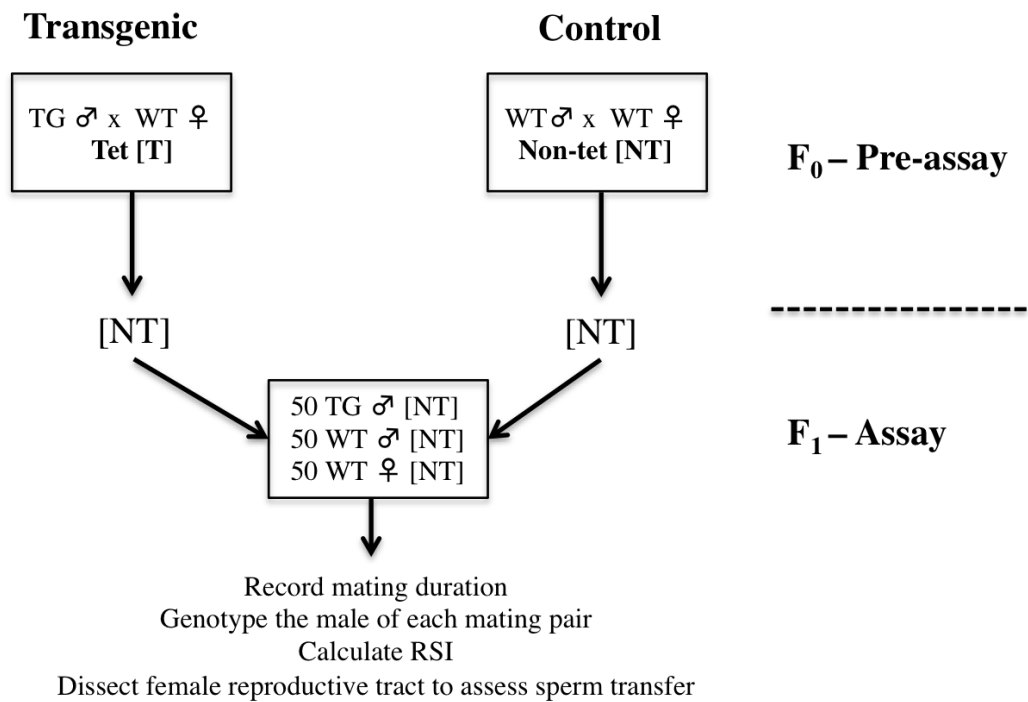 Transgenic
Control
TG ♂ x WT ♀
Tet [T]
WT♂ x WT ♀
Non-tet [NT]
F₀ – Pre-assay
[NT]
[NT]
50 TG ♂ [NT]
50 WT ♂ [NT]
50 WT ♀ [NT]
F₁ – Assay
Record mating duration
Genotype the male of each mating pair
Calculate RSI
Dissect female reproductive tract to assess sperm transfer